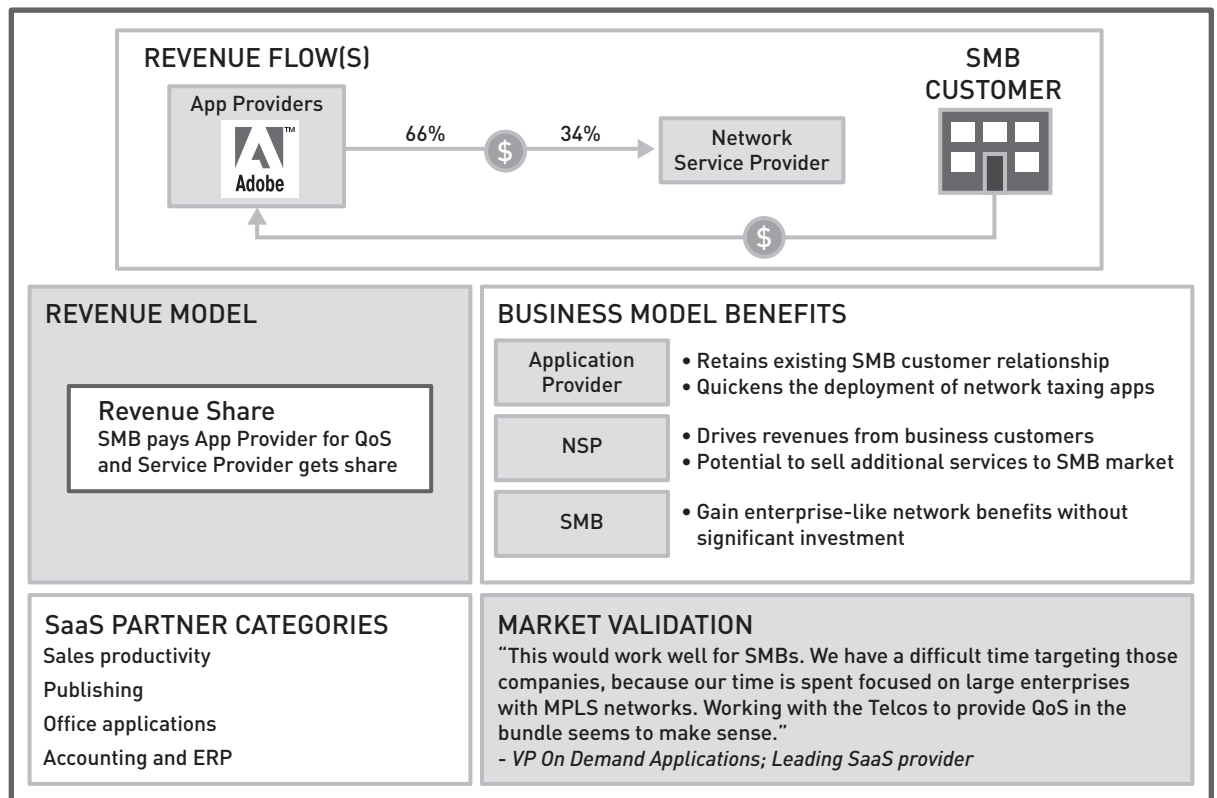 REVENUE FLOW(S)
SMB
CUSTOMER
App Providers
Adobe™
66%
$
34%
Network
Service Provider
$
REVENUE MODEL
Revenue Share
SMB pays App Provider for QoS
and Service Provider gets share
BUSINESS MODEL BENEFITS
Application
Provider
• Retains existing SMB customer relationship
• Quickens the deployment of network taxing apps
NSP
• Drives revenues from business customers
• Potential to sell additional services to SMB market
SMB
• Gain enterprise-like network benefits without
significant investment
SaaS PARTNER CATEGORIES
Sales productivity
Publishing
Office applications
Accounting and ERP
MARKET VALIDATION
“This would work well for SMBs. We have a difficult time targeting those
companies, because our time is spent focused on large enterprises
with MPLS networks. Working with the Telcos to provide QoS in the
bundle seems to make sense.”
- VP On Demand Applications; Leading SaaS provider